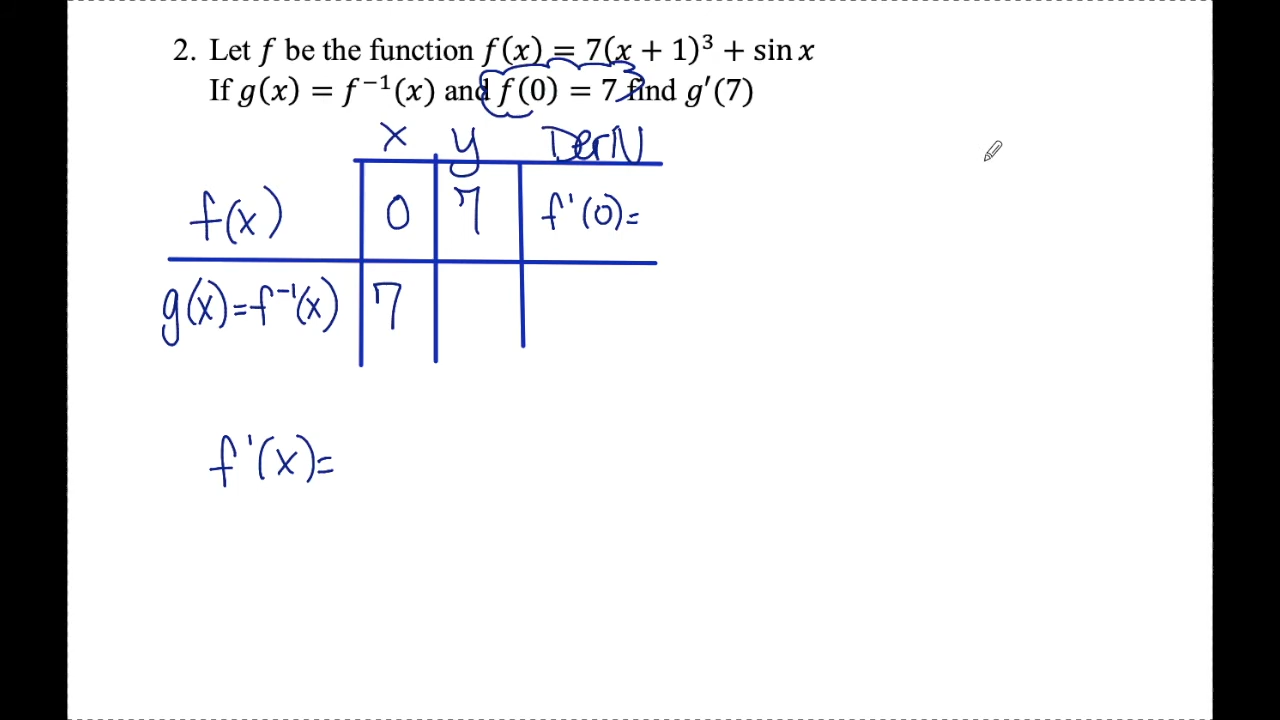 2. Let f be the function f(x) = 7(x + 1)³ + sin x
If g(x) = f⁻¹(x) and f(0) = 7 find g′(7)
x y DerN
f(x) 0 7 f'(0)=
g(x)=f⁻¹(x) 7
f'(x)=